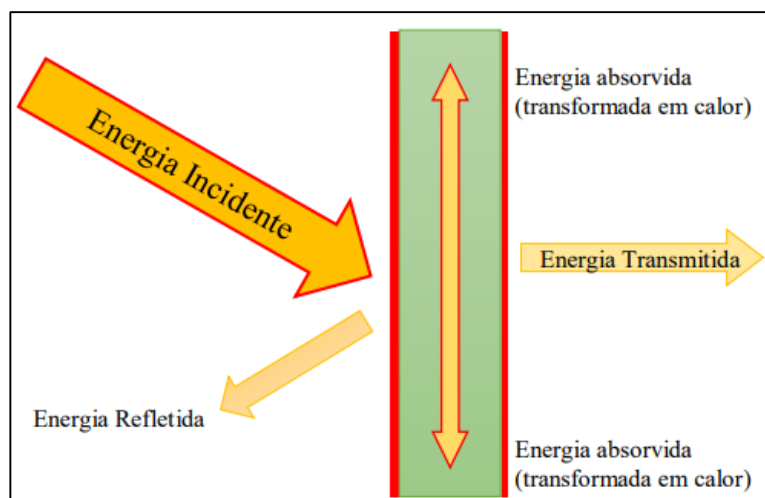 Energia Incidente
Energia absorvida
(transformada em calor)
Energia Transmitida
Energia Refletida
Energia absorvida
(transformada em calor)